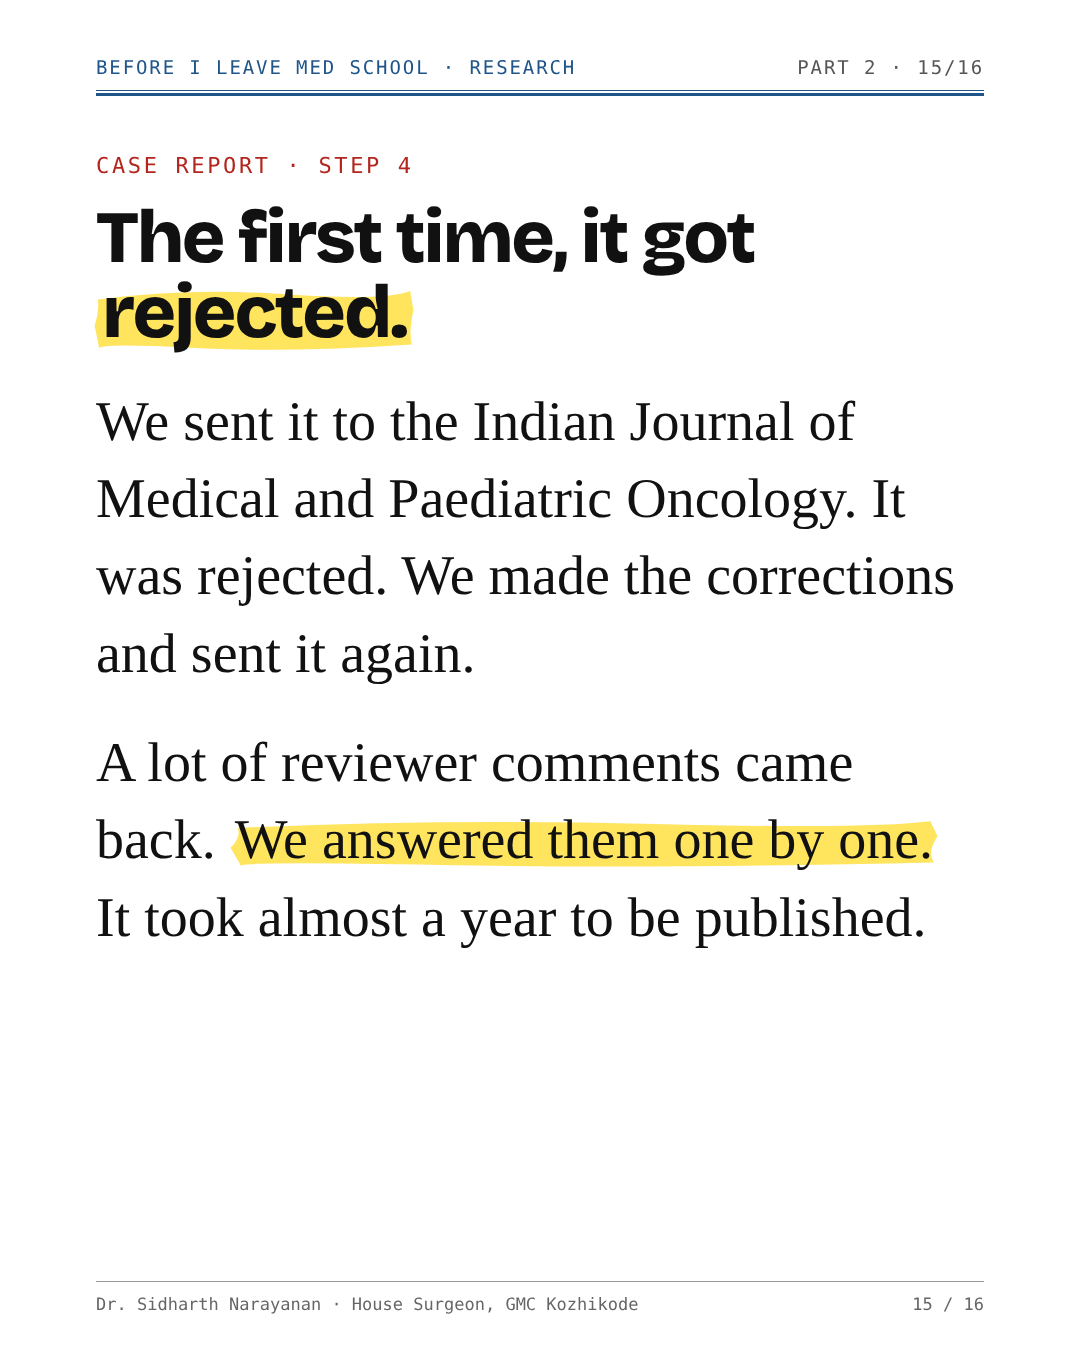 BEFORE I LEAVE MED SCHOOL · RESEARCH
PART 2 · 15/16
CASE REPORT · STEP 4
The first time, it got
rejected.
We sent it to the Indian Journal of
Medical and Paediatric Oncology. It
was rejected. We made the corrections
and sent it again.
A lot of reviewer comments came
back. We answered them one by one.
It took almost a year to be published.
Dr. Sidharth Narayanan · House Surgeon, GMC Kozhikode
15 / 16